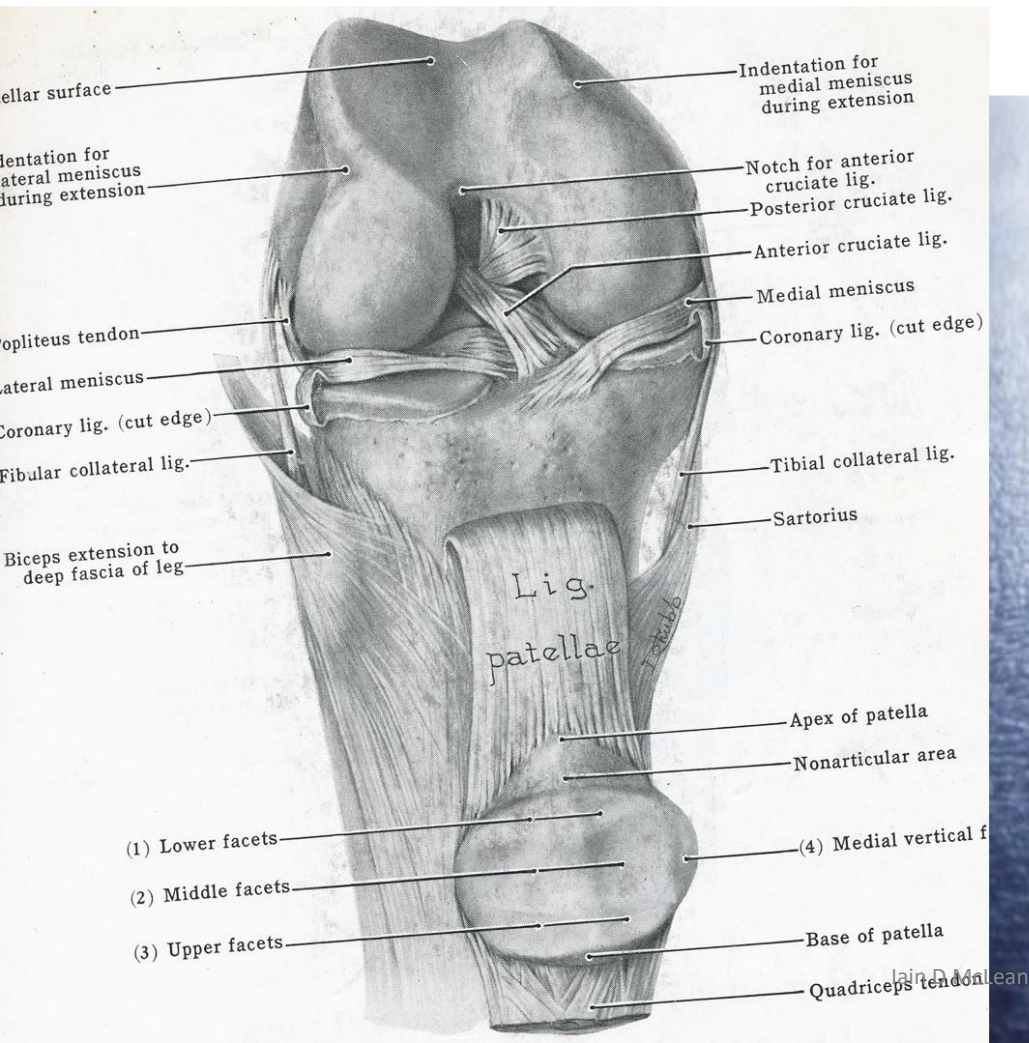 ellar surface
dentation for
ateral meniscus
during extension
opliteus tendon
Lateral meniscus
Coronary lig. (cut edge)
Fibular collateral lig.
Biceps extension to
deep fascia of leg
(1) Lower facets
(2) Middle facets
(3) Upper facets
Lig.
patellae
Indentation for
medial meniscus
during extension
Notch for anterior
cruciate lig.
Posterior cruciate lig.
Anterior cruciate lig.
Medial meniscus
Coronary lig. (cut edge)
Tibial collateral lig.
Sartorius
Apex of patella
Nonarticular area
(4) Medial vertical f
Base of patella
Quadriceps tendon
Iain D McLean